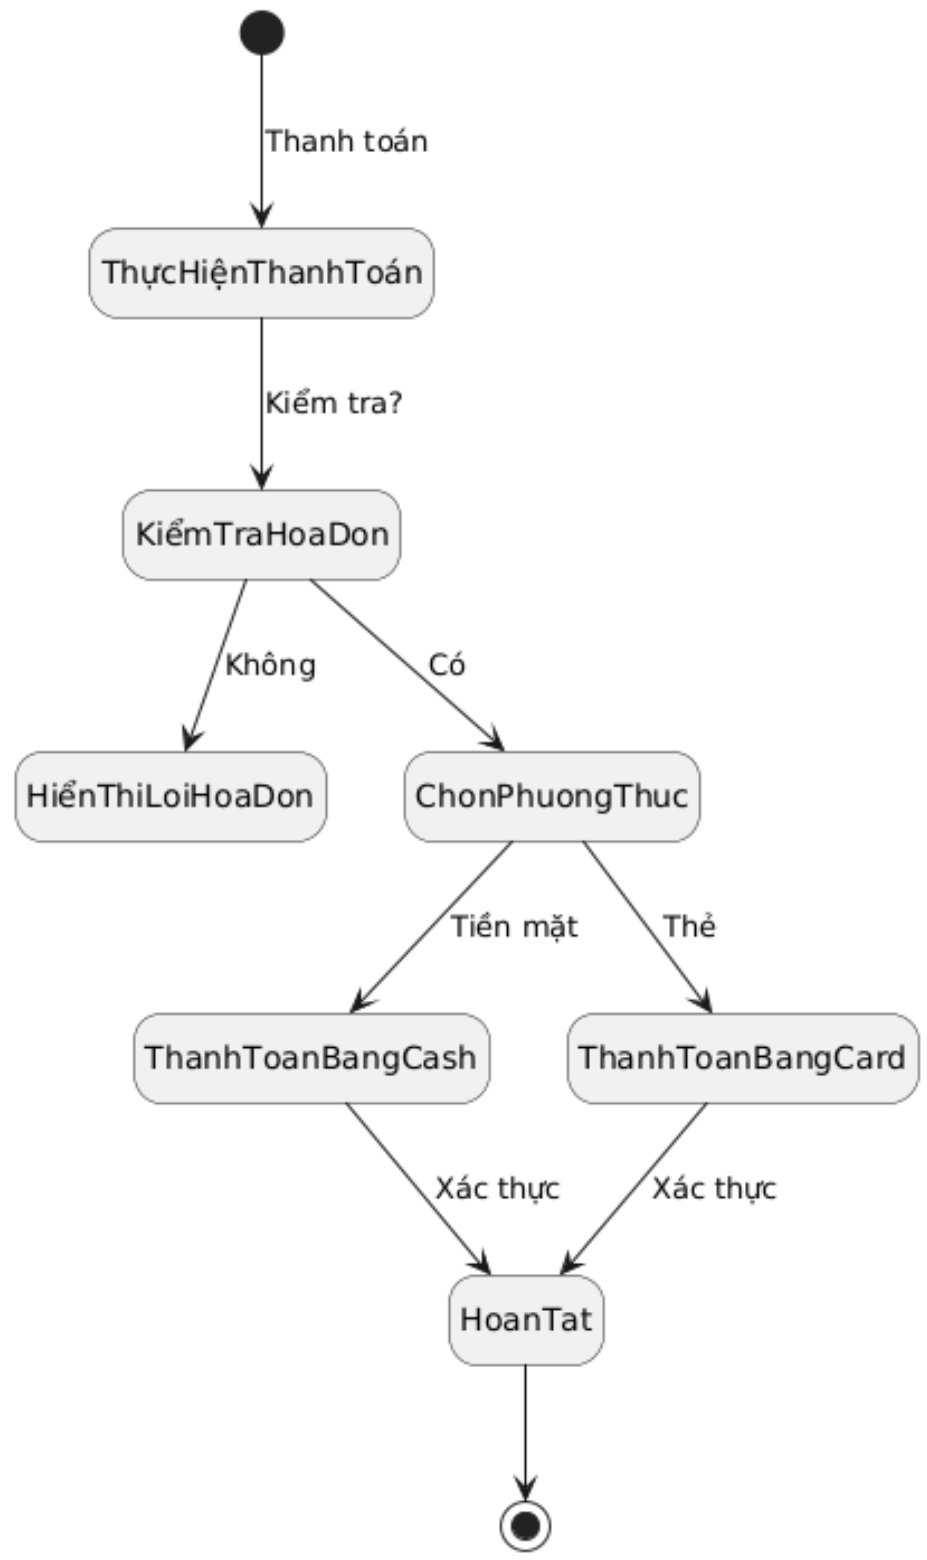 Thanh toán
ThựcHiệnThanhToán
Kiểm tra?
KiểmTraHoaDon
Không
Có
HiểnThiLoiHoaDon
ChonPhuongThuc
Tiền mặt
Thẻ
ThanhToanBangCash
ThanhToanBangCard
Xác thực
Xác thực
HoanTat